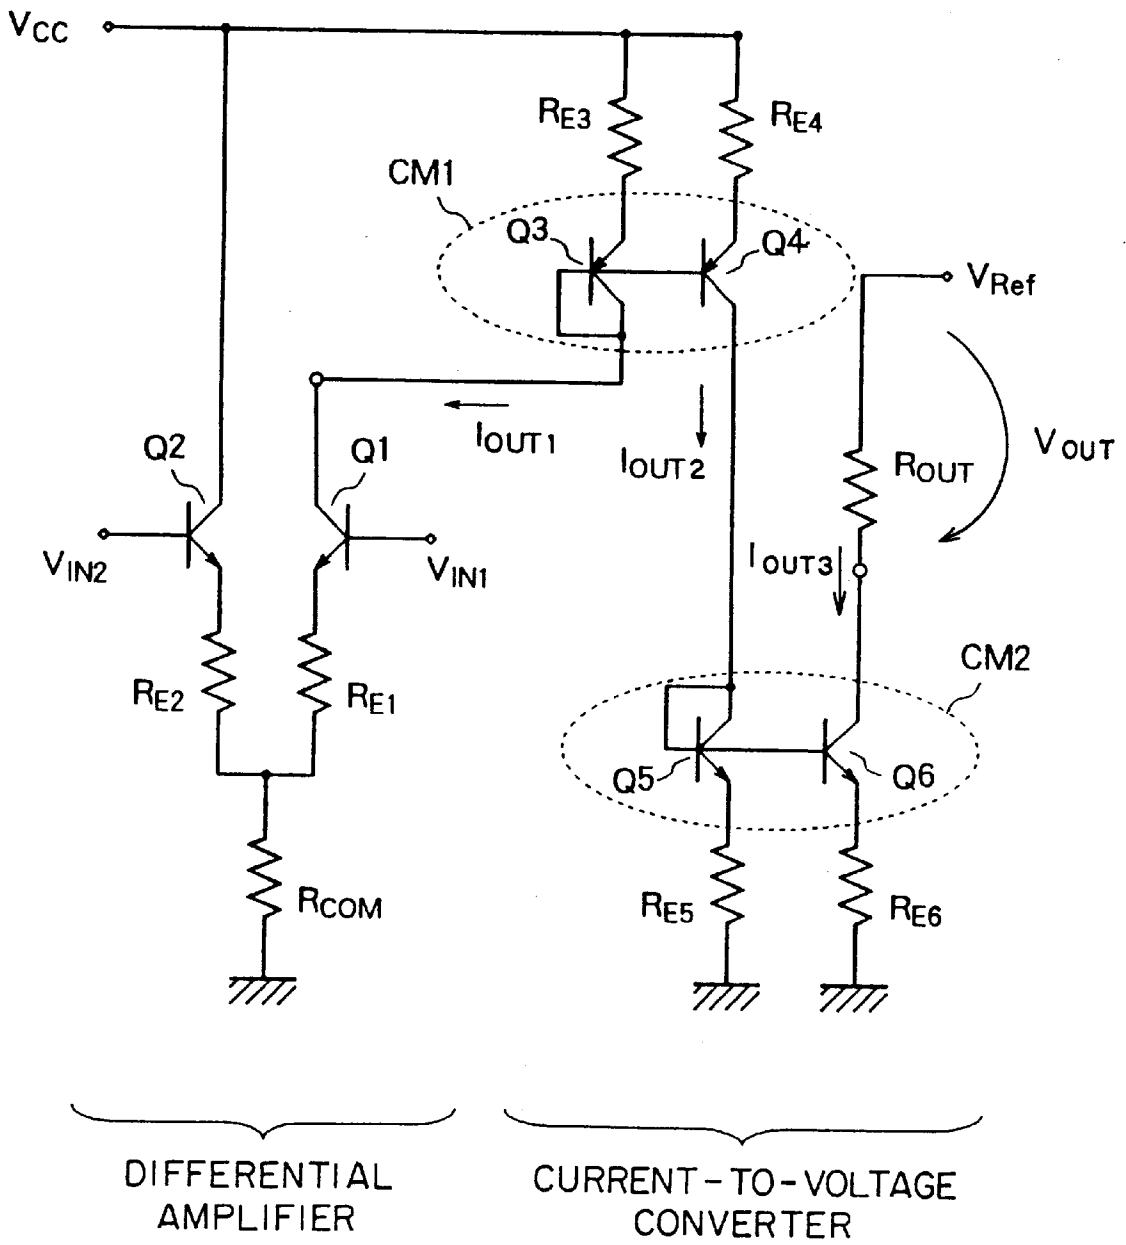 VCC
RE3
RE4
CM1
Q3
Q4
VRef
IOUT1
IOUT2
ROUT
VOUT
Q2
Q1
VIN2
VIN1
IOUT3
RE2
RE1
CM2
Q5
Q6
RCOM
RE5
RE6
DIFFERENTIAL
AMPLIFIER
CURRENT-TO-VOLTAGE
CONVERTER